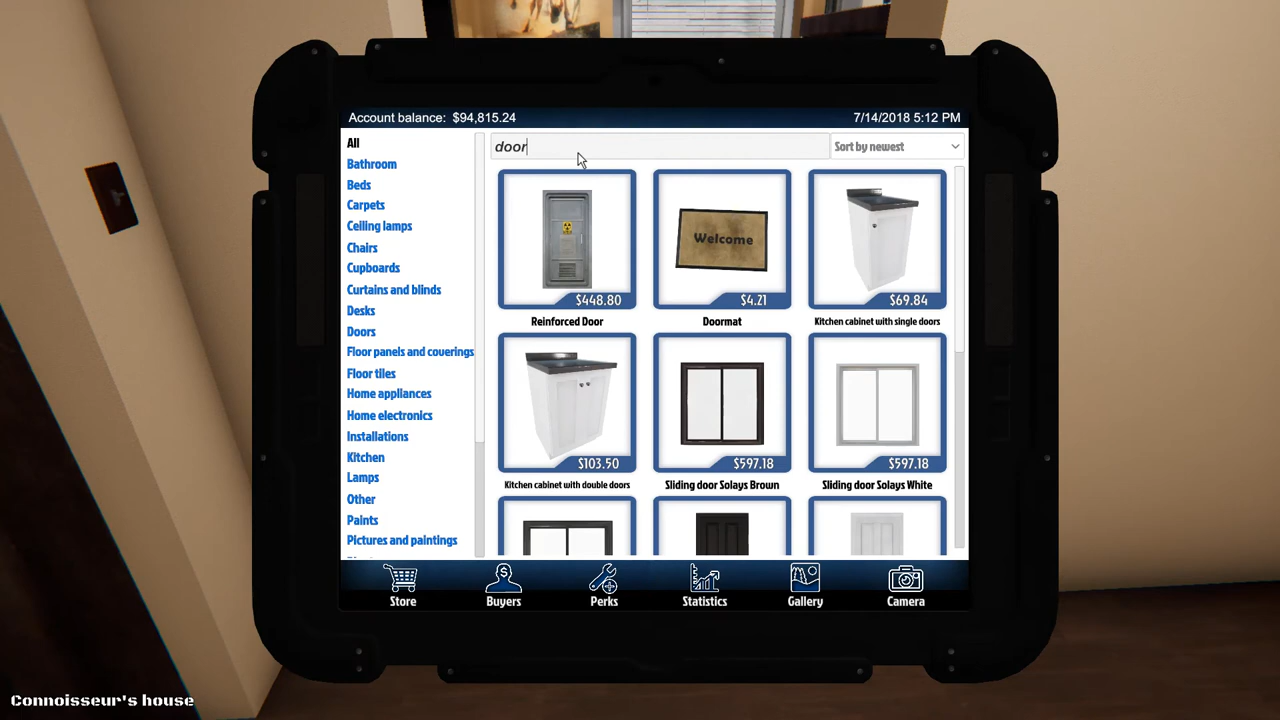 Account balance: $94,815.24
7/14/2018 5:12 PM
All
Bathroom
Beds
Carpets
Ceiling lamps
Chairs
Cupboards
Curtains and blinds
Desks
Doors
Floor panels and coverings
Floor tiles
Home appliances
Home electronics
Installations
Kitchen
Lamps
Other
Paints
Pictures and paintings
door
Sort by newest
$448.80
Reinforced Door
Welcome
$4.21
Doormat
$69.84
Kitchen cabinet with single doors
$103.50
Kitchen cabinet with double doors
$597.18
Sliding door Solays Brown
$597.18
Sliding door Solays White
Store
Buyers
Perks
Statistics
Gallery
Camera
Connoisseur's house